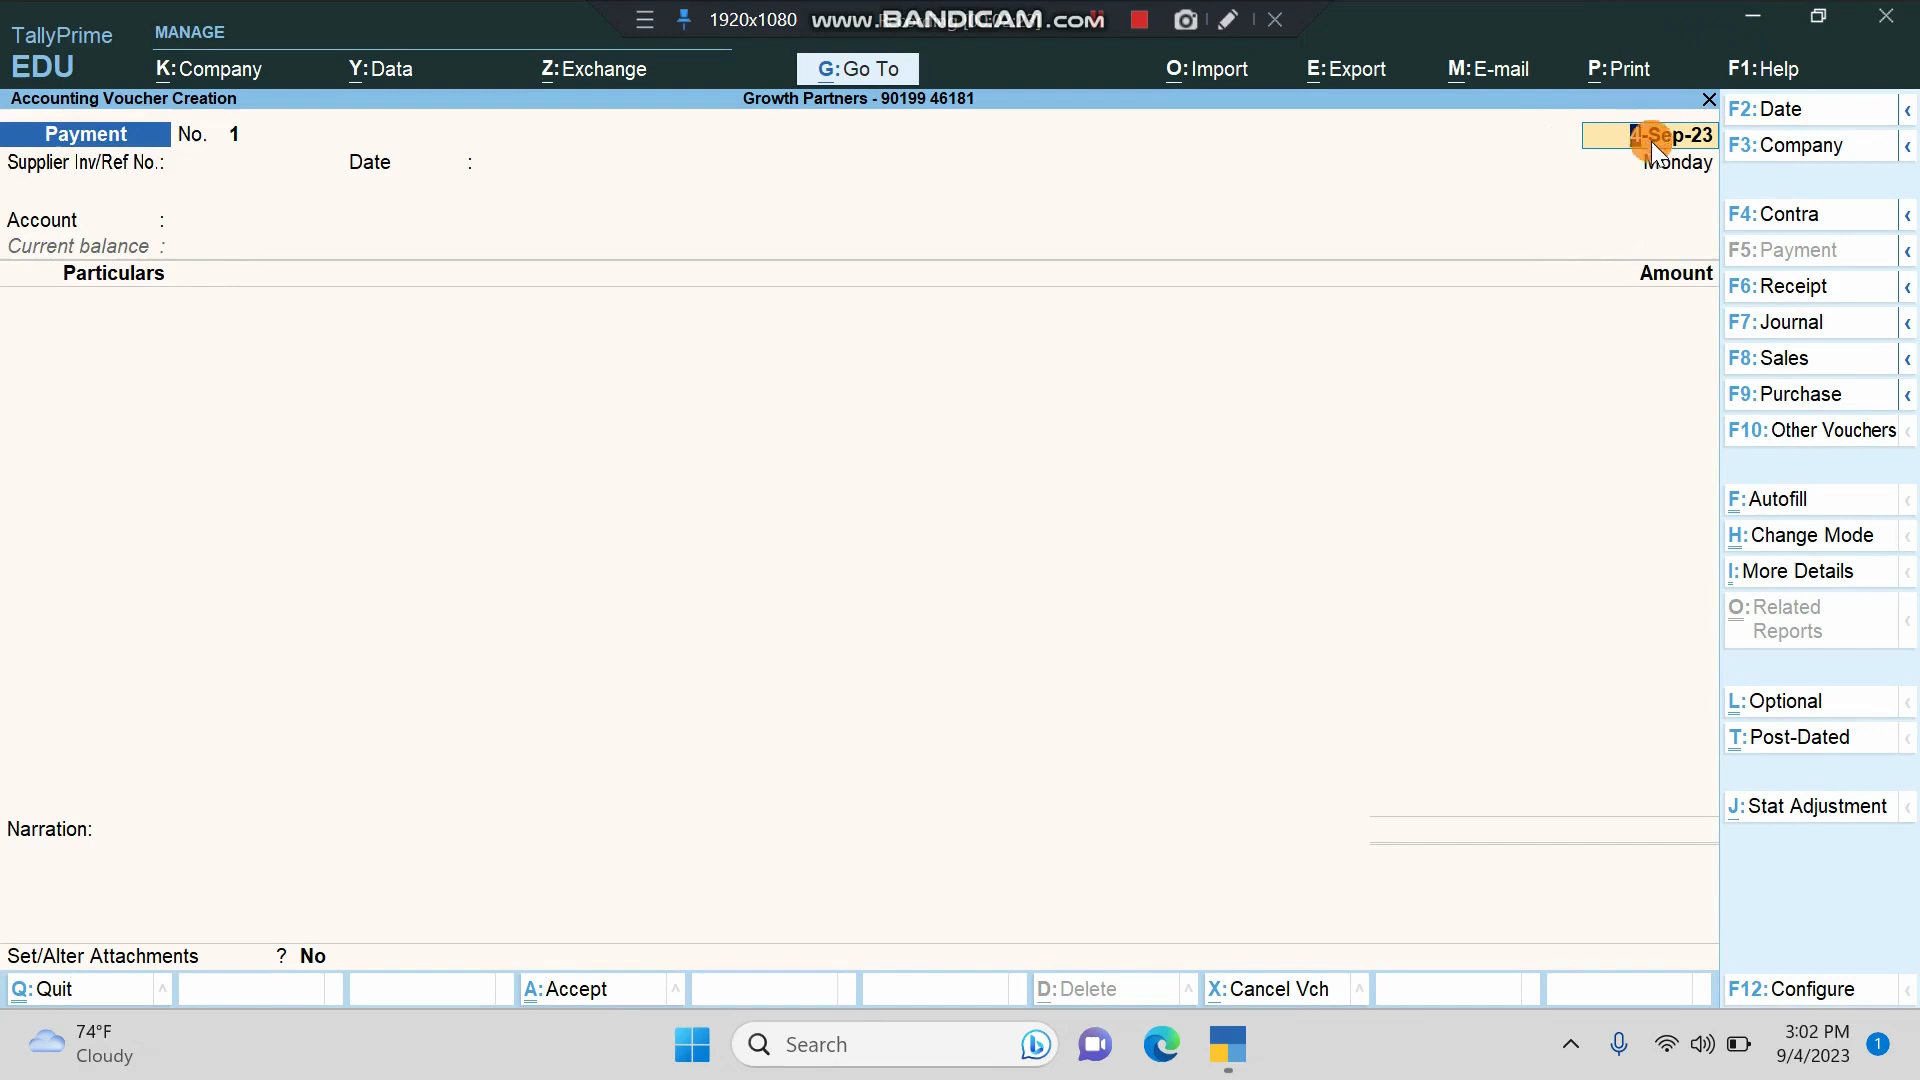 1920x1080 www.BANDICAM.com
TallyPrime
EDU
MANAGE
K:Company Y:Data Z:Exchange G:Go To O:Import E:Export M:E-mail P:Print F1:Help
Accounting Voucher Creation Growth Partners - 90199 46181
Payment No. 1 4-Sep-23
Supplier Inv/Ref No.: Date : Monday
Account :
Current balance :
Particulars Amount
F2:Date
F3:Company
F4:Contra
F5:Payment
F6:Receipt
F7:Journal
F8:Sales
F9:Purchase
F10:Other Vouchers
F:Autofill
H:Change Mode
I:More Details
O:Related
Reports
L:Optional
T:Post-Dated
J:Stat Adjustment
Narration:
Set/Alter Attachments ? No
Q:Quit A:Accept D:Delete X:Cancel Vch F12:Configure
74°F
Cloudy
Search
3:02 PM
9/4/2023
1